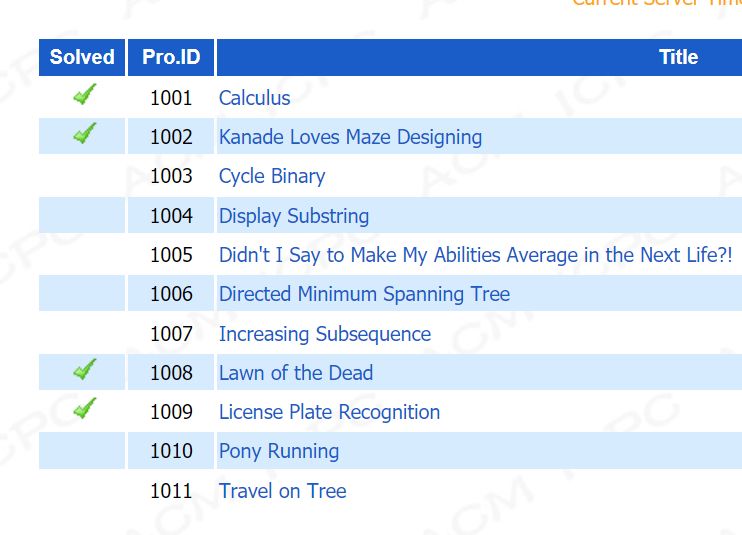 Current Server Time
Solved Pro.ID Title
1001 Calculus
1002 Kanade Loves Maze Designing
1003 Cycle Binary
1004 Display Substring
1005 Didn't I Say to Make My Abilities Average in the Next Life?!
1006 Directed Minimum Spanning Tree
1007 Increasing Subsequence
1008 Lawn of the Dead
1009 License Plate Recognition
1010 Pony Running
1011 Travel on Tree